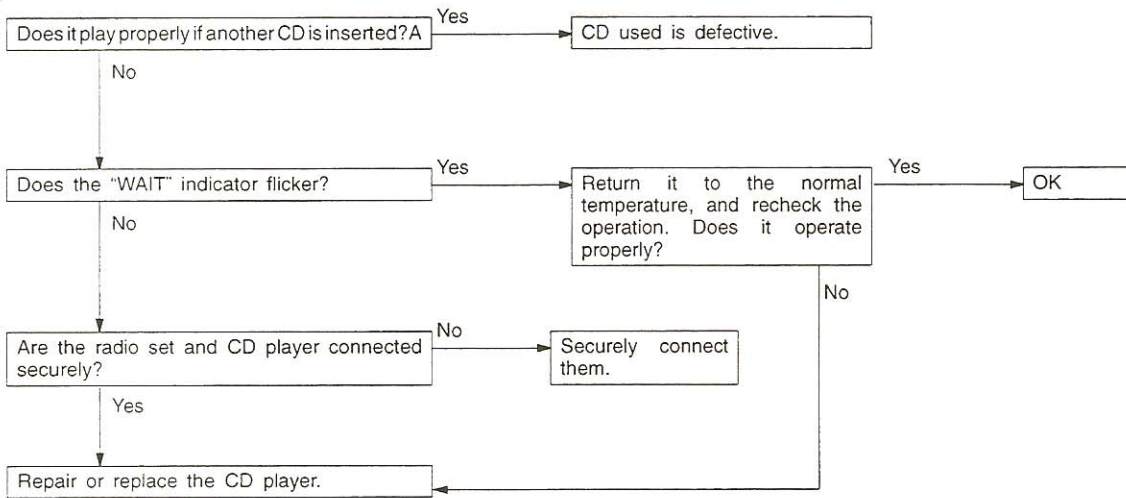 Does it play properly if another CD is inserted?A
Yes
CD used is defective.
No
Does the "WAIT" indicator flicker?
Yes
Return it to the normal
temperature, and recheck the
operation. Does it operate
properly?
Yes
OK
No
No
Are the radio set and CD player connected
securely?
No
Securely connect
them.
Yes
Repair or replace the CD player.